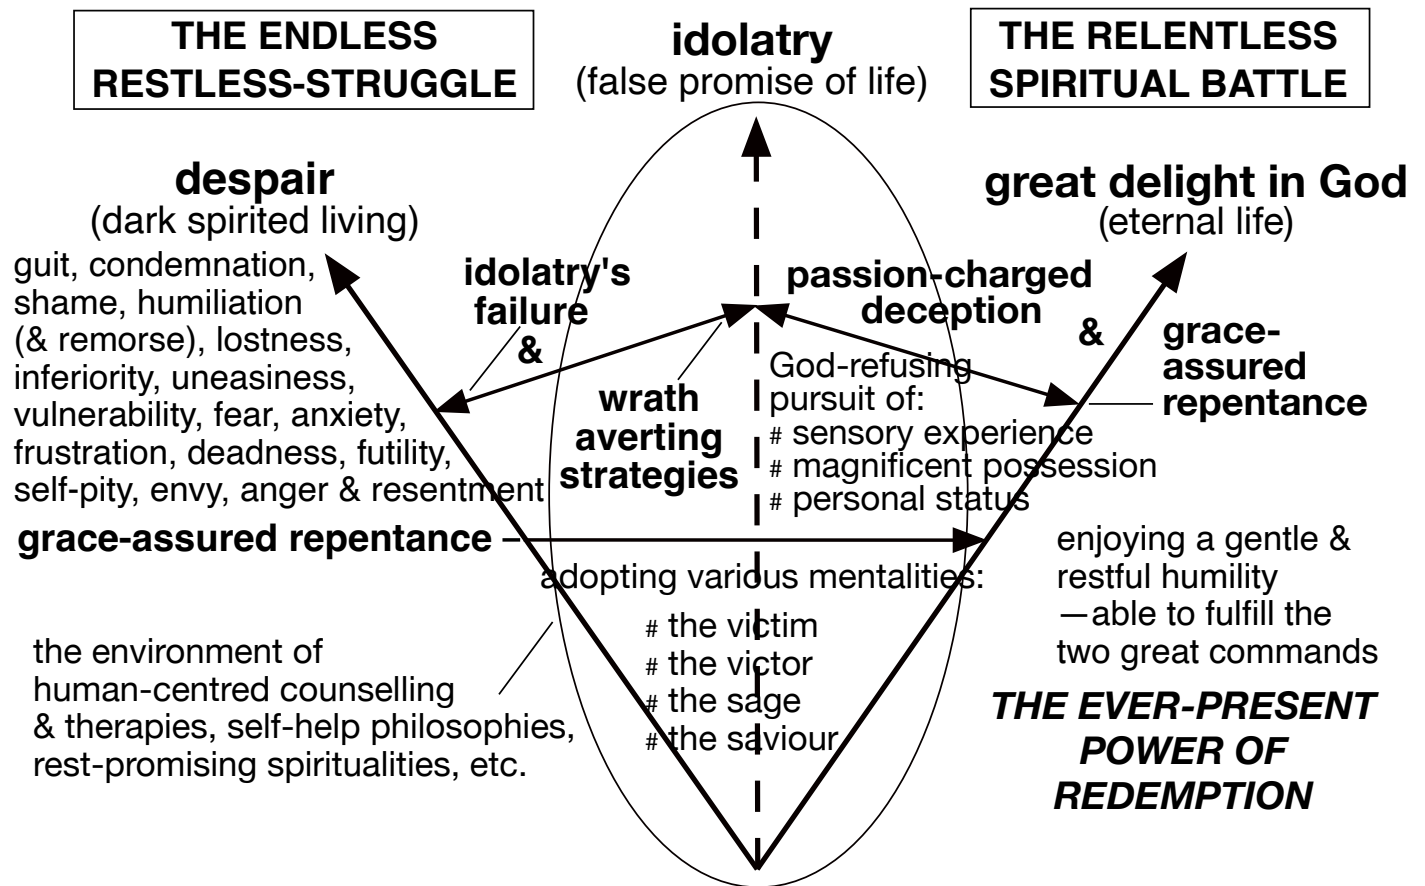 THE ENDLESS
RESTLESS-STRUGGLE
idolatry
(false promise of life)
THE RELENTLESS
SPIRITUAL BATTLE
despair
(dark spirited living)
guit, condemnation,
shame, humiliation
(& remorse), lostness,
inferiority, uneasiness,
vulnerability, fear, anxiety,
frustration, deadness, futility,
self-pity, envy, anger & resentment
idolatry's
failure
&
wrath
averting
strategies
great delight in God
(eternal life)
passion-charged
deception
&
grace-
assured
repentance
God-refusing
pursuit of:
# sensory experience
# magnificent possession
# personal status
grace-assured repentance
adopting various mentalities:
# the victim
# the victor
# the sage
# the saviour
the environment of
human-centred counselling
& therapies, self-help philosophies,
rest-promising spiritualities, etc.
enjoying a gentle &
restful humility
—able to fulfill the
two great commands
THE EVER-PRESENT
POWER OF
REDEMPTION